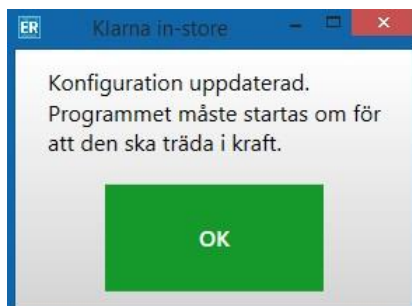 ER Klarna in-store
Konfiguration uppdaterad.
Programmet måste startas om för
att den ska träda i kraft.
OK